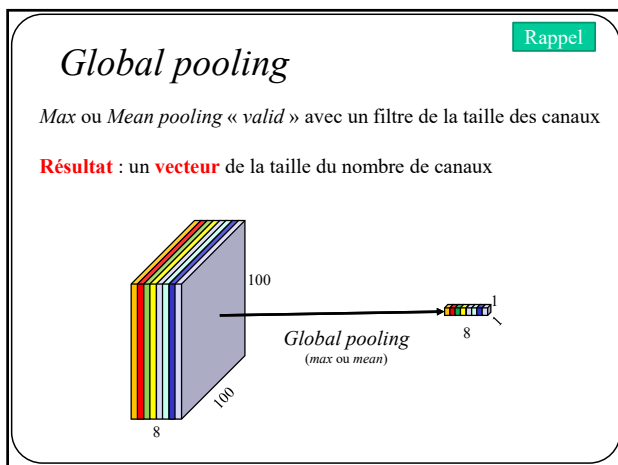 Rappel
Global pooling
Max ou Mean pooling « valid » avec un filtre de la taille des canaux
Résultat : un vecteur de la taille du nombre de canaux
100
1
1
8
Global pooling
(max ou mean)
100
8